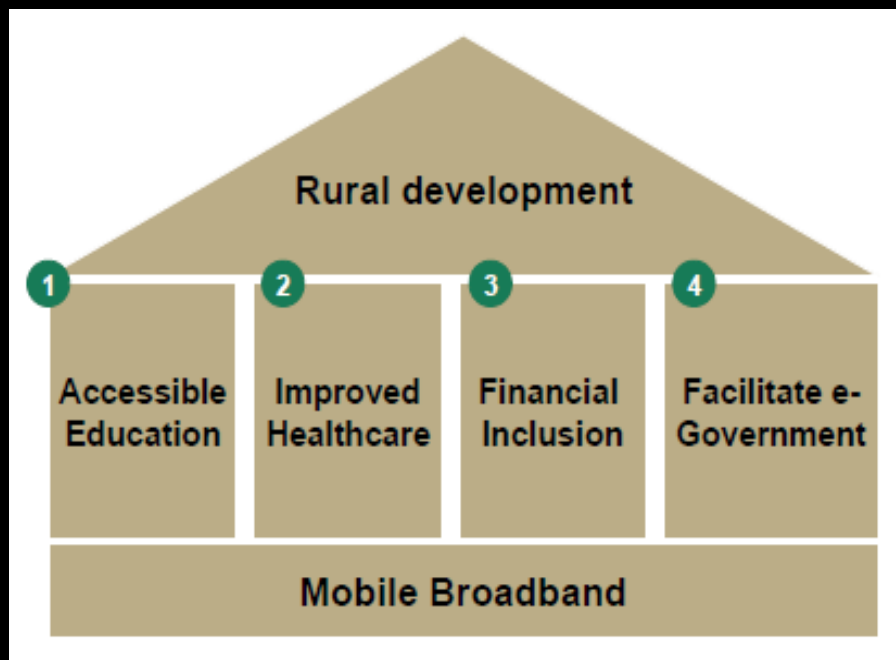 Rural development
1
2
3
4
Accessible
Education
Improved
Healthcare
Financial
Inclusion
Facilitate e-
Government
Mobile Broadband